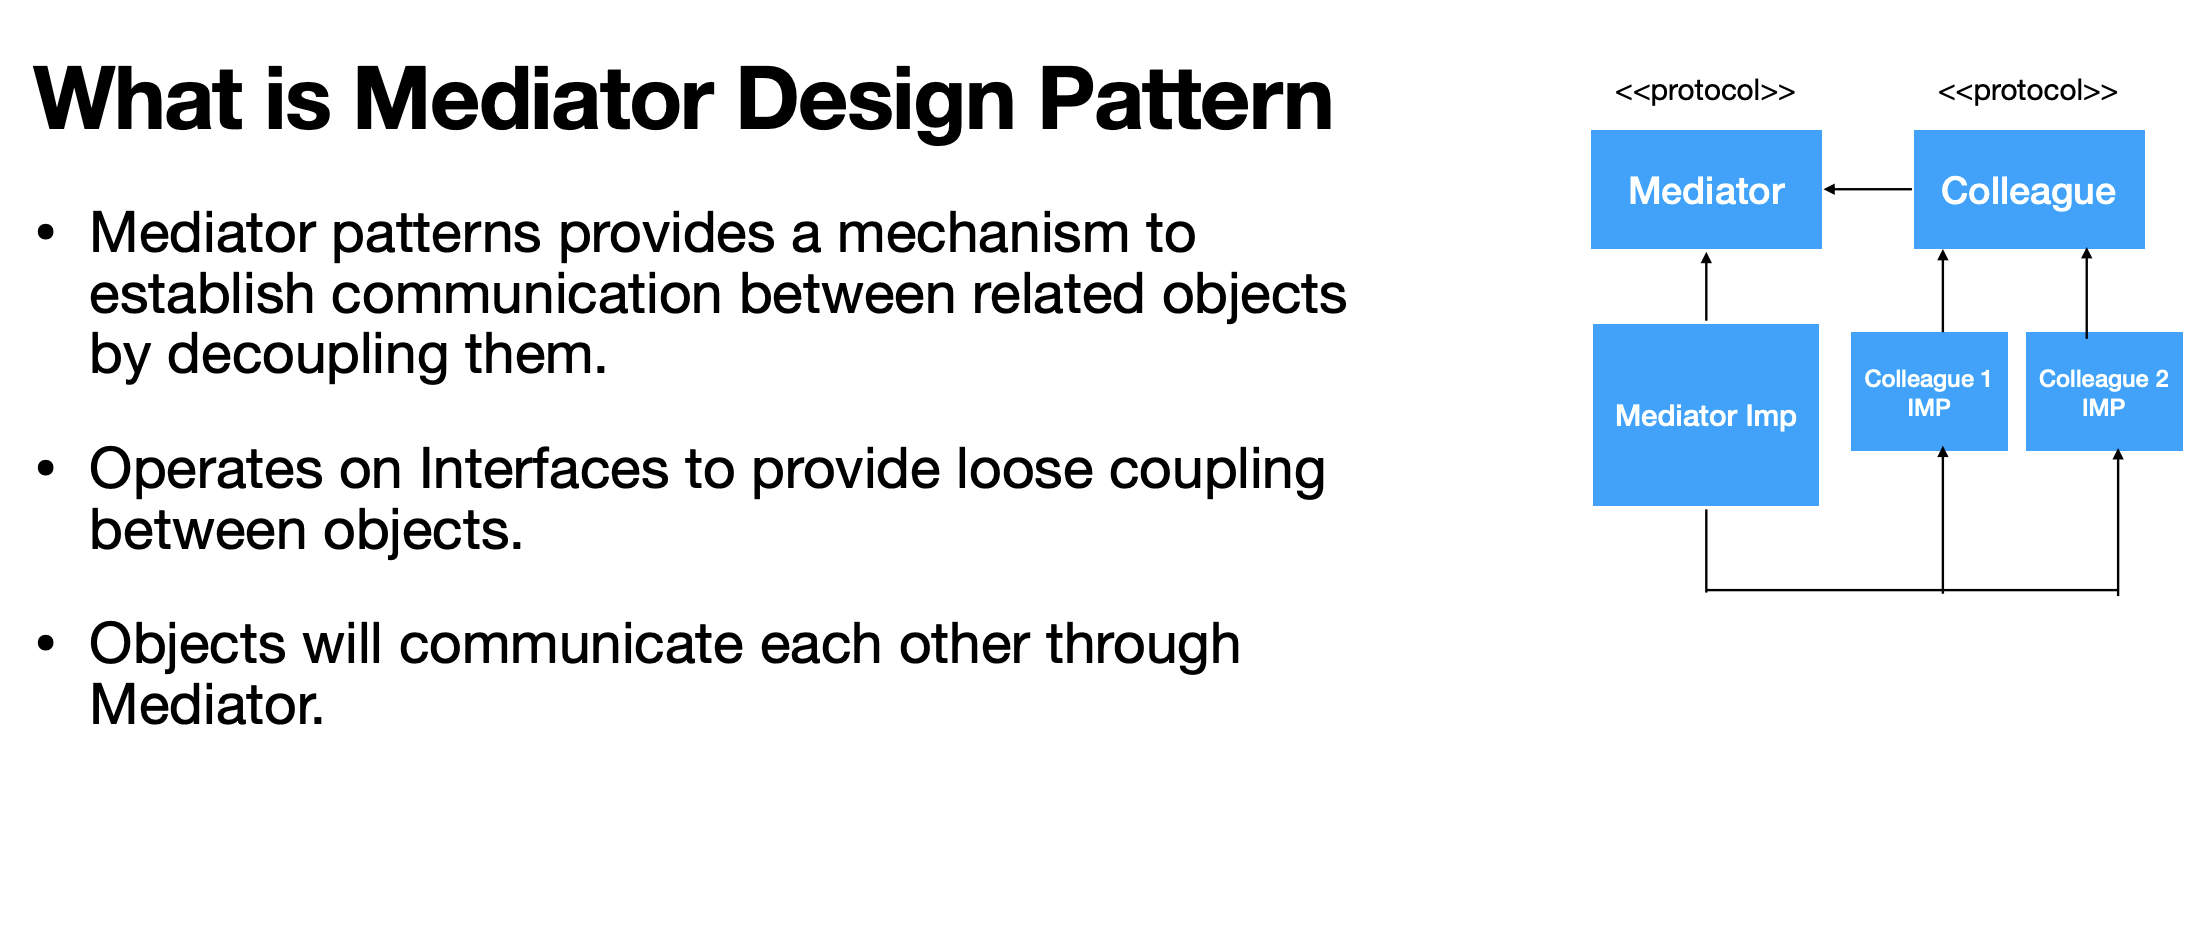 What is Mediator Design Pattern
• Mediator patterns provides a mechanism to
establish communication between related objects
by decoupling them.
• Operates on Interfaces to provide loose coupling
between objects.
• Objects will communicate each other through
Mediator.
<<protocol>>
<<protocol>>
Mediator
Colleague
Mediator Imp
Colleague 1
IMP
Colleague 2
IMP